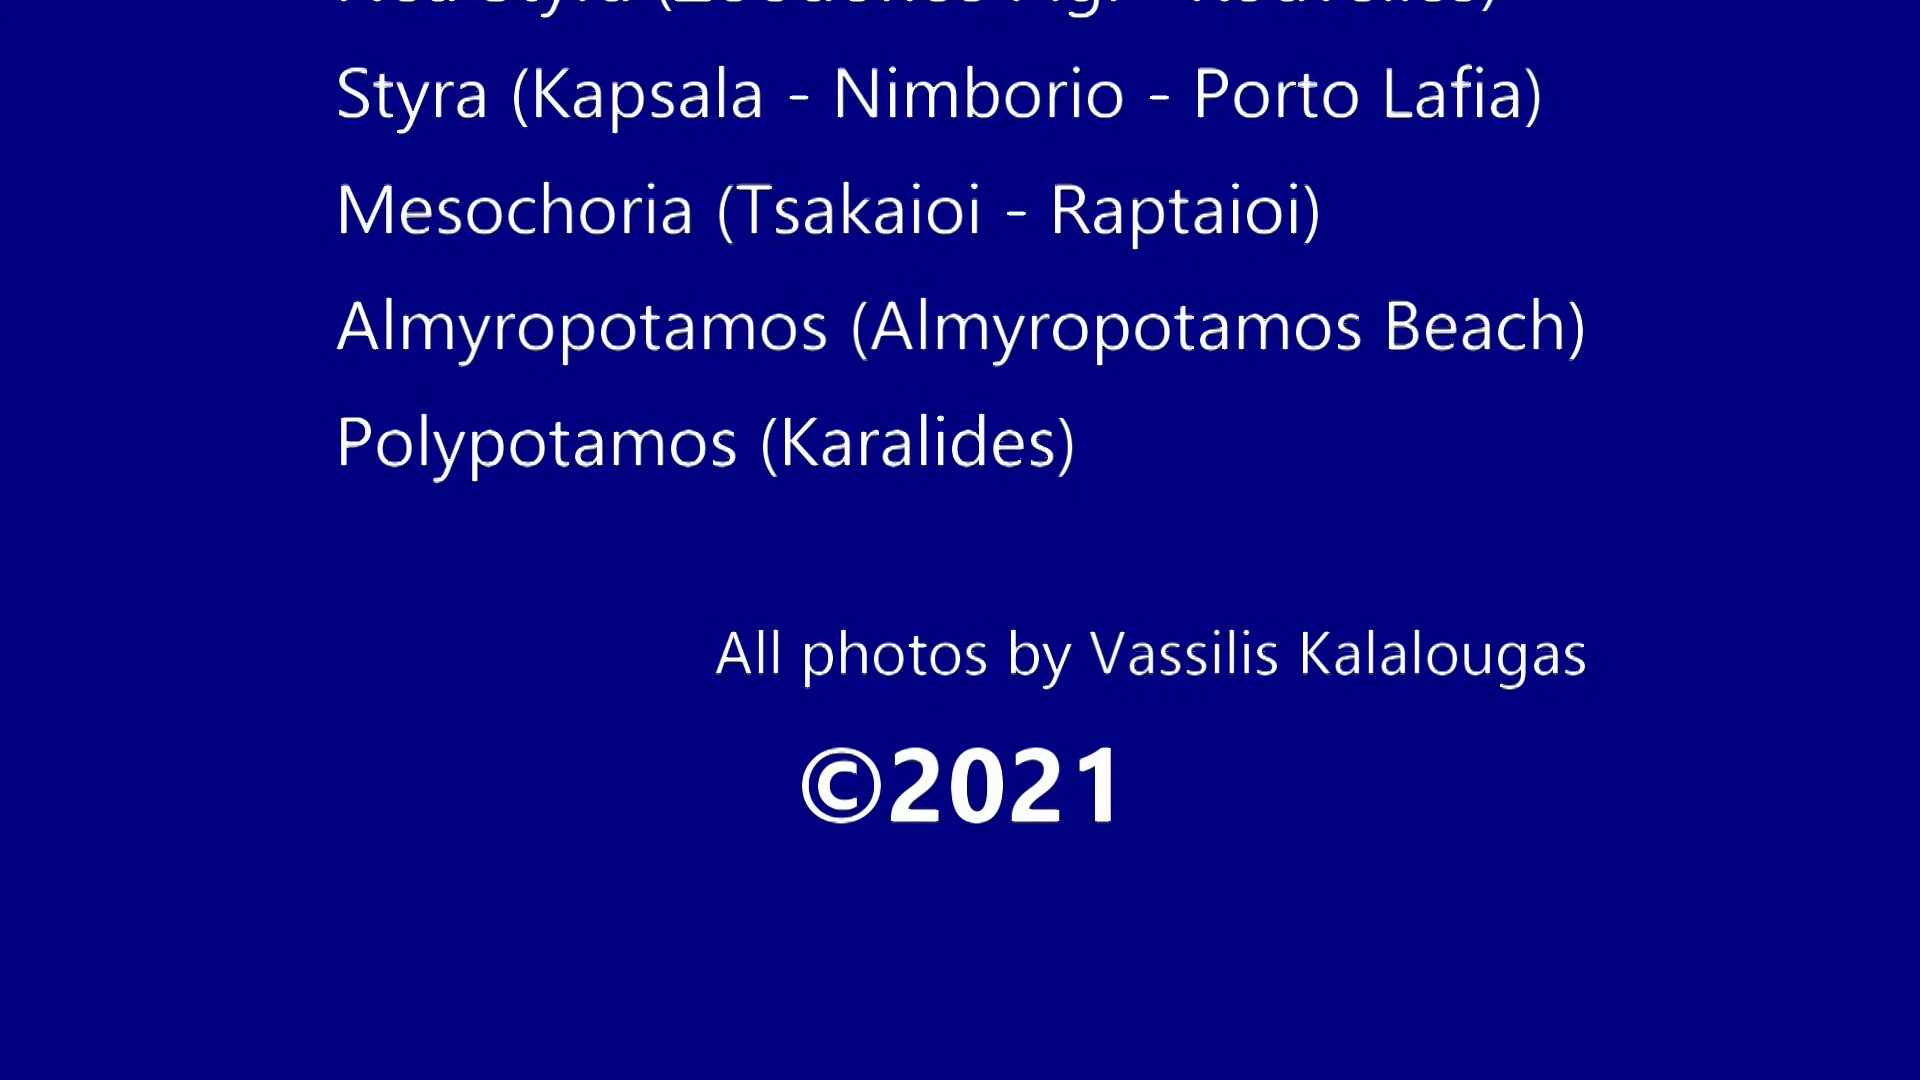 Styra (Kapsala - Nimborio - Porto Lafia)
Mesochoria (Tsakaioi - Raptaioi)
Almyropotamos (Almyropotamos Beach)
Polypotamos (Karalides)
All photos by Vassilis Kalalougas
©2021